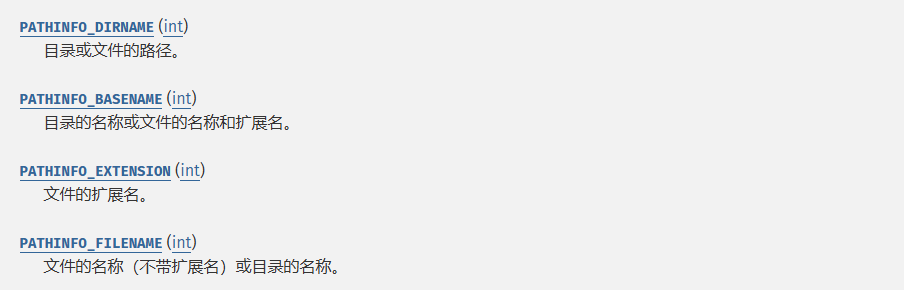 PATHINFO_DIRNAME (int)
目录或文件的路径。
PATHINFO_BASENAME (int)
目录的名称或文件的名称和扩展名。
PATHINFO_EXTENSION (int)
文件的扩展名。
PATHINFO_FILENAME (int)
文件的名称（不带扩展名）或目录的名称。